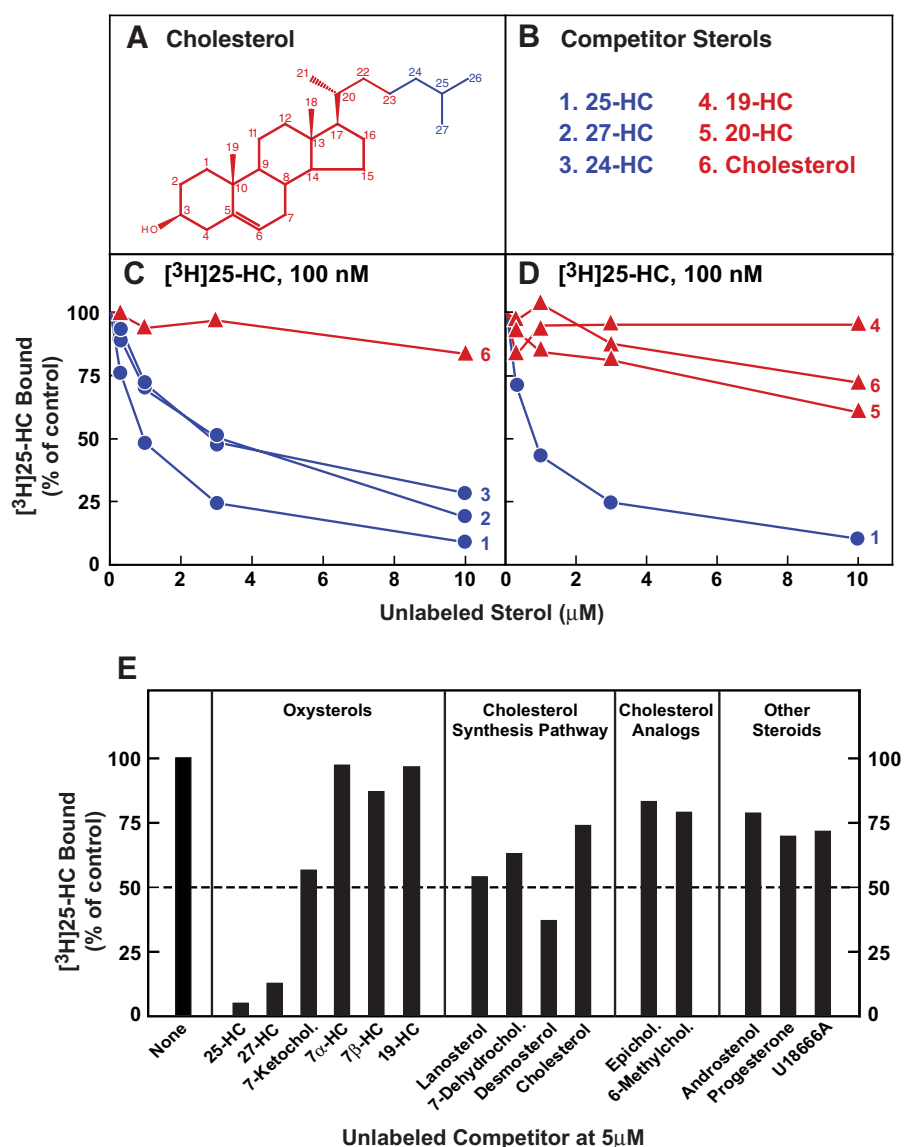 A Cholesterol
21
22
24
26
20
23
25
27
18
12
17
11
13
16
19
1
9
14
15
2
10
8
3
5
7
HO
4
6
B Competitor Sterols
1. 25-HC
2. 27-HC
3. 24-HC
4. 19-HC
5. 20-HC
6. Cholesterol
C [³H]25-HC, 100 nM
D [³H]25-HC, 100 nM
[³H]25-HC Bound
(% of control)
100
75
50
25
0
6
3
2
1
4
6
5
1
0 2 4 6 8 10
0 2 4 6 8 10
Unlabeled Sterol (μM)
E
Oxysterols
Cholesterol
Synthesis Pathway
Cholesterol
Analogs
Other
Steroids
[³H]25-HC Bound
(% of control)
100
75
50
25
0
100
75
50
25
0
None
25-HC
27-HC
7-Ketochol.
7α-HC
7β-HC
19-HC
Lanosterol
7-Dehydrochol.
Desmosterol
Cholesterol
Epichol.
6-Methylchol.
Androstenol
Progesterone
U18666A
Unlabeled Competitor at 5μM